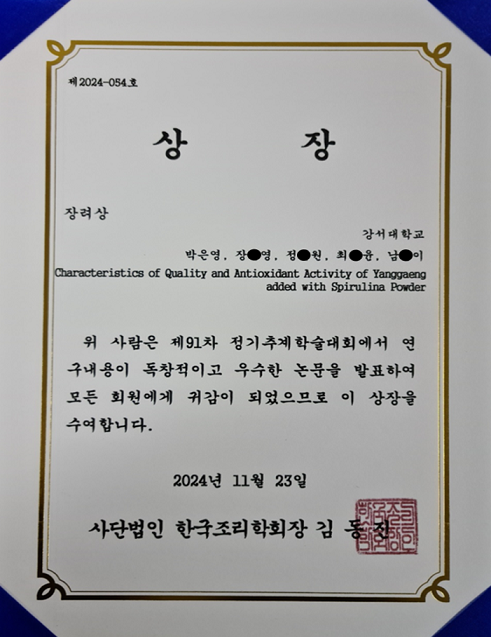 제2024-054호
상 장
장려상
강서대학교
박은영, 장●영, 정●원, 최●윤, 남●이
Characteristics of Quality and Antioxidant Activity of Yanggaeng
added with Spirulina Powder
위 사람은 제91차 정기추계학술대회에서 연
구내용이 독창적이고 우수한 논문을 발표하여
모든 회원에게 귀감이 되었으므로 이 상장을
수여합니다.
2024년 11월 23일
사단법인 한국조리학회장 김 동 진